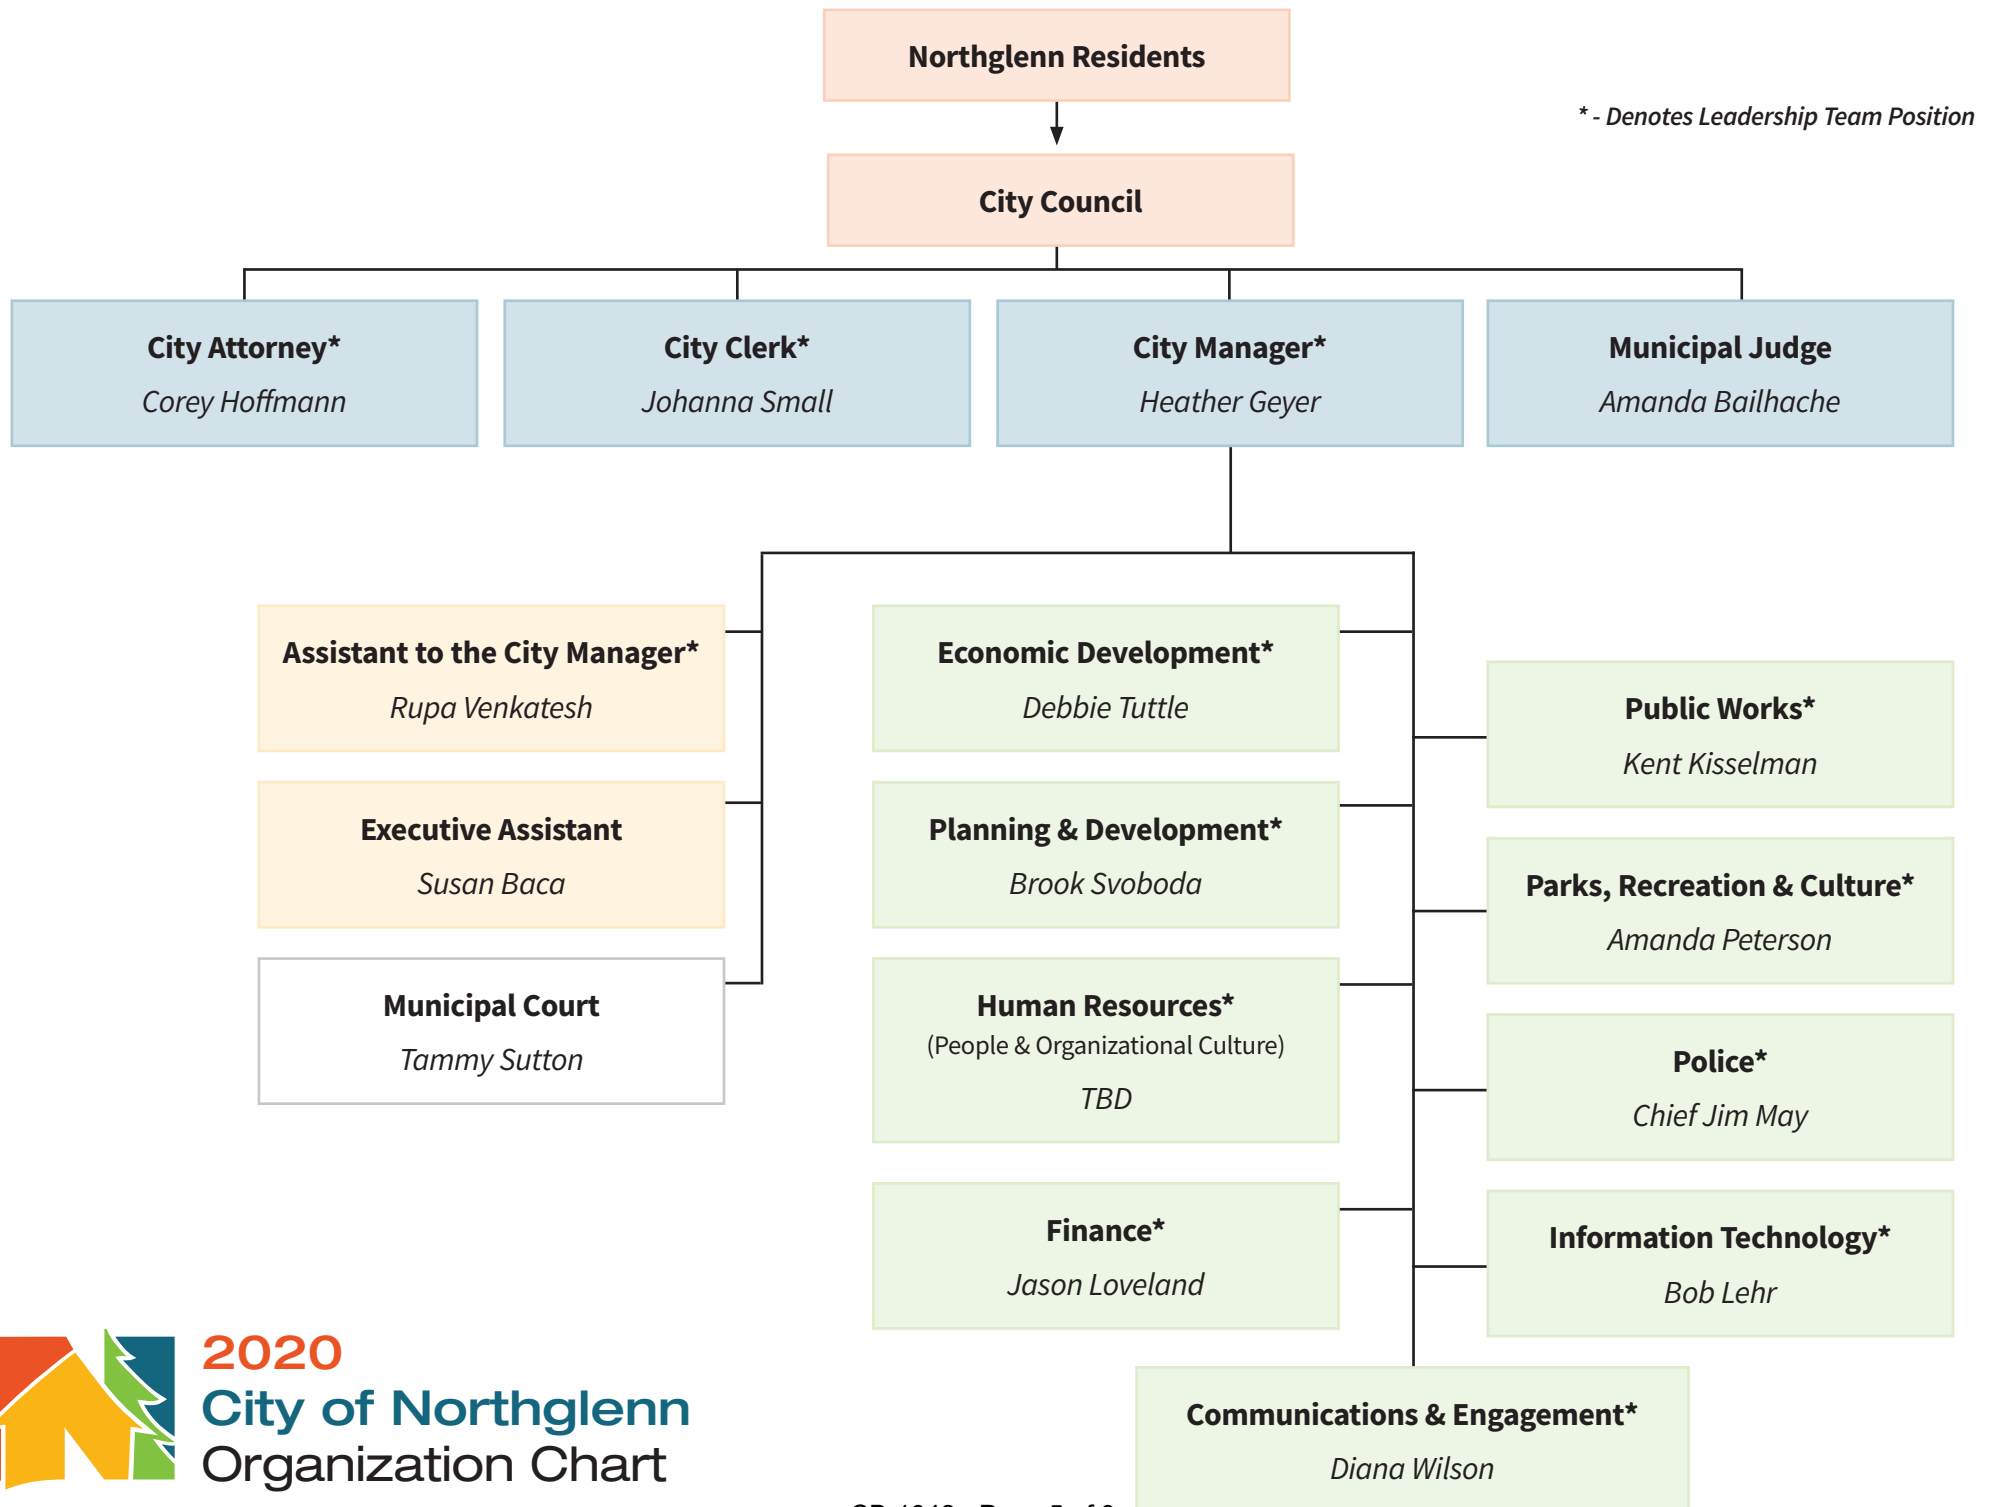 Northglenn Residents
* - Denotes Leadership Team Position
City Council
City Attorney*
Corey Hoffmann
City Clerk*
Johanna Small
City Manager*
Heather Geyer
Municipal Judge
Amanda Bailhache
Assistant to the City Manager*
Rupa Venkatesh
Executive Assistant
Susan Baca
Municipal Court
Tammy Sutton
Economic Development*
Debbie Tuttle
Planning & Development*
Brook Svoboda
Human Resources*
(People & Organizational Culture)
TBD
Finance*
Jason Loveland
Public Works*
Kent Kisselman
Parks, Recreation & Culture*
Amanda Peterson
Police*
Chief Jim May
Information Technology*
Bob Lehr
Communications & Engagement*
Diana Wilson
2020
City of Northglenn
Organization Chart